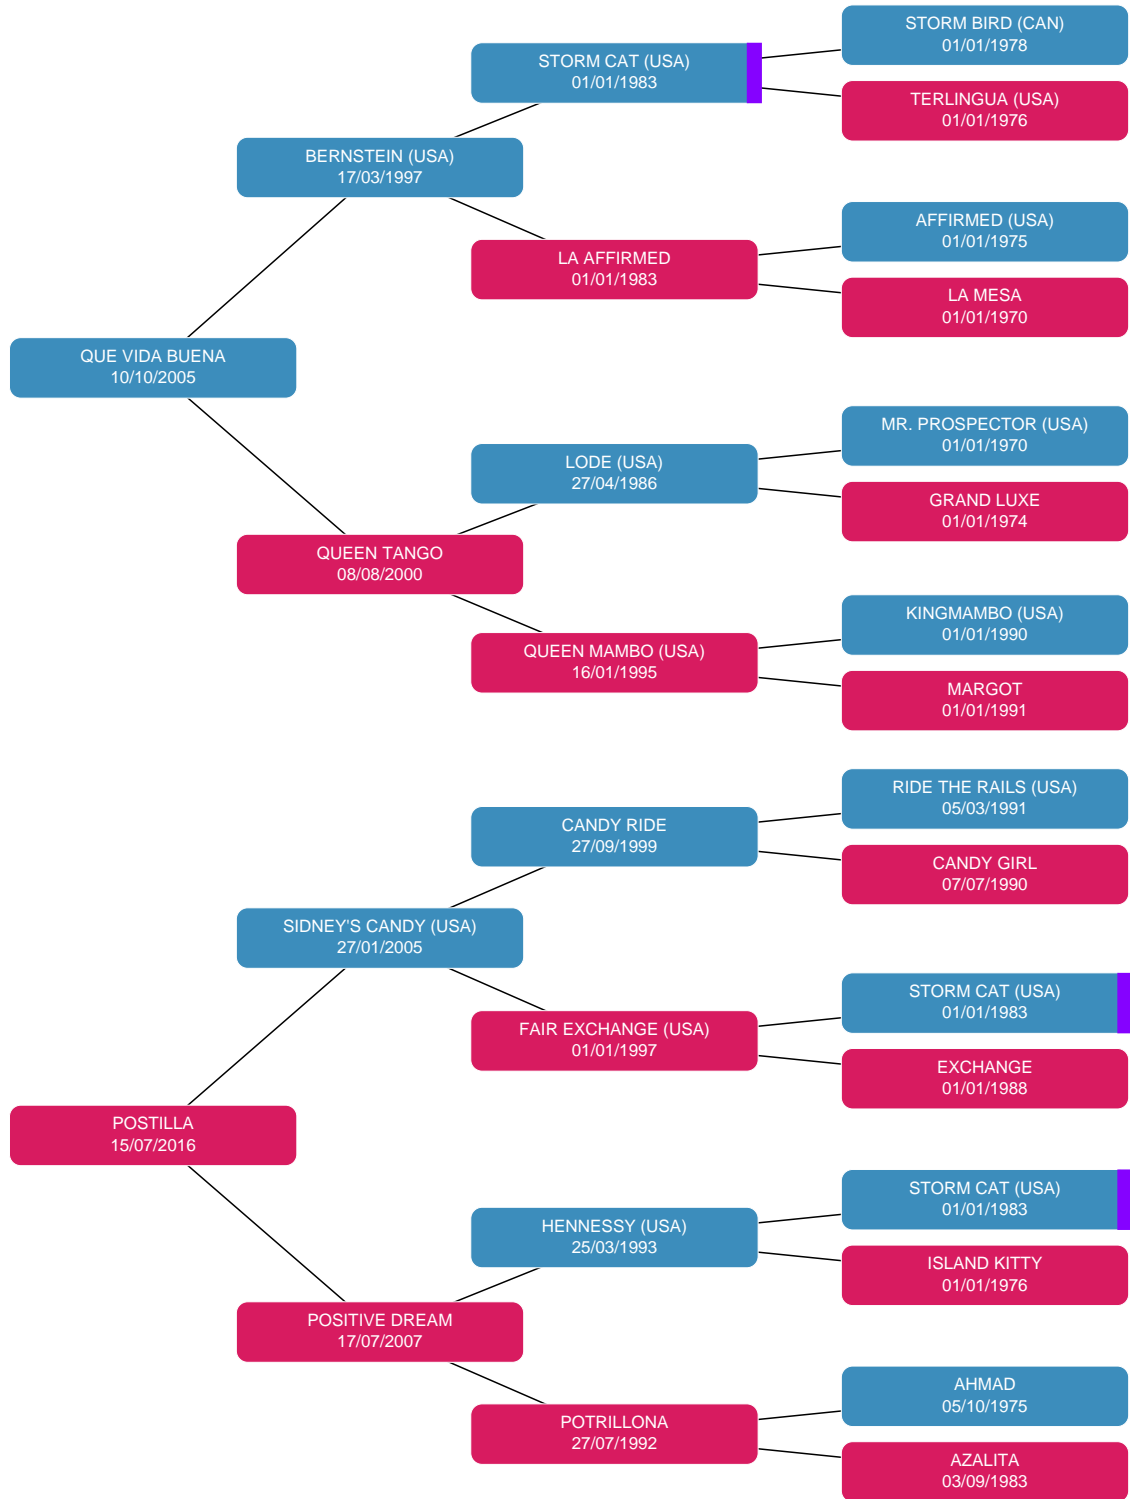 STORM BIRD (CAN)
01/01/1978
STORM CAT (USA)
01/01/1983
TERLINGUA (USA)
01/01/1976
BERNSTEIN (USA)
17/03/1997
AFFIRMED (USA)
01/01/1975
LA AFFIRMED
01/01/1983
LA MESA
01/01/1970
QUE VIDA BUENA
10/10/2005
MR. PROSPECTOR (USA)
01/01/1970
LODE (USA)
27/04/1986
GRAND LUXE
01/01/1974
QUEEN TANGO
08/08/2000
KINGMAMBO (USA)
01/01/1990
QUEEN MAMBO (USA)
16/01/1995
MARGOT
01/01/1991
RIDE THE RAILS (USA)
05/03/1991
CANDY RIDE
27/09/1999
CANDY GIRL
07/07/1990
SIDNEY'S CANDY (USA)
27/01/2005
STORM CAT (USA)
01/01/1983
FAIR EXCHANGE (USA)
01/01/1997
EXCHANGE
01/01/1988
POSTILLA
15/07/2016
STORM CAT (USA)
01/01/1983
HENNESSY (USA)
25/03/1993
ISLAND KITTY
01/01/1976
POSITIVE DREAM
17/07/2007
AHMAD
05/10/1975
POTRILLONA
27/07/1992
AZALITA
03/09/1983